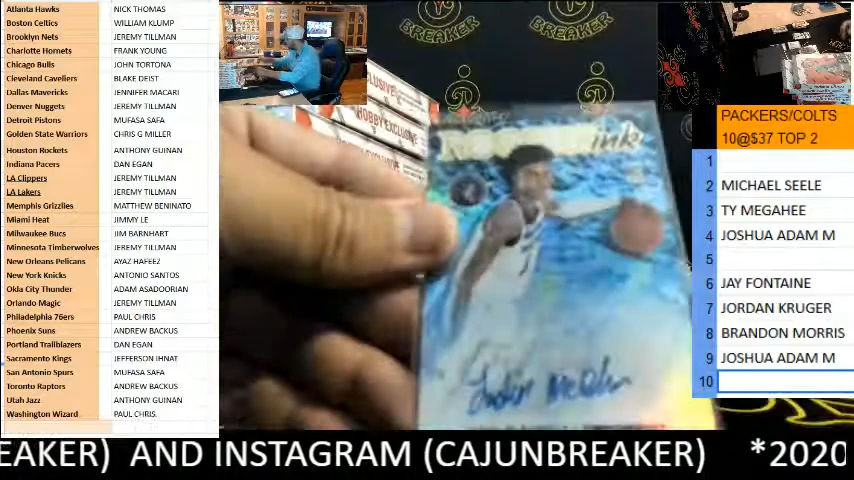 Atlanta Hawks NICK THOMAS
Boston Celtics WILLIAM KLUMP
Brooklyn Nets JEREMY TILLMAN
Charlotte Hornets FRANK YOUNG
Chicago Bulls JOHN TORTONA
Cleveland Cavaliers BLAKE DEIST
Dallas Mavericks JENNIFER MACARI
Denver Nuggets JEREMY TILLMAN
Detroit Pistons MUFASA SAFA
Golden State Warriors CHRIS G MILLER
Houston Rockets ANTHONY GUINAN
Indiana Pacers DAN EGAN
LA Clippers JEREMY TILLMAN
LA Lakers JEREMY TILLMAN
Memphis Grizzlies MATTHEW BENINATO
Miami Heat JIMMY LE
Milwaukee Bucs JIM BARNHART
Minnesota Timberwolves JEREMY TILLMAN
New Orleans Pelicans AYAZ HAFEEZ
New York Knicks ANTONIO SANTOS
Okla City Thunder ADAM ASADOORIAN
Orlando Magic JEREMY TILLMAN
Philadelphia 76ers PAUL CHRIS
Phoenix Suns ANDREW BACKUS
Portland Trailblazers DAN EGAN
Sacramento Kings JEFFERSON IHNAT
San Antonio Spurs MUFASA SAFA
Toronto Raptors ANDREW BACKUS
Utah Jazz ANTHONY GUINAN
Washington Wizard PAUL CHRIS
BREAKER
BREAKER
HOBBY EXCLUSIVE
ink
PACKERS/COLTS
10@$37 TOP 2
1
2 MICHAEL SEELE
3 TY MEGAHEE
4 JOSHUA ADAM M
5
6 JAY FONTAINE
7 JORDAN KRUGER
8 BRANDON MORRIS
9 JOSHUA ADAM M
10
EAKER) AND INSTAGRAM (CAJUNBREAKER) *2020